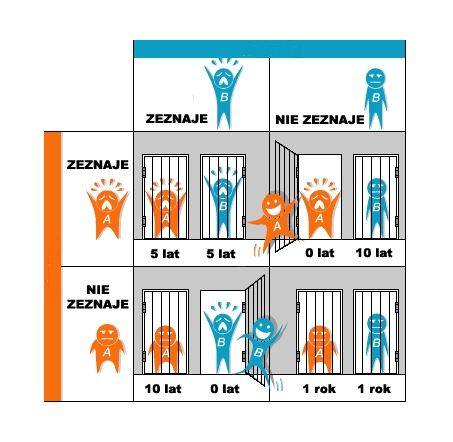 B B
ZEZNAJE NIE ZEZNAJE
ZEZNAJE
A A B A A B
5 lat 5 lat 0 lat 10 lat
NIE
ZEZNAJE
A A B B A B
10 lat 0 lat 1 rok 1 rok